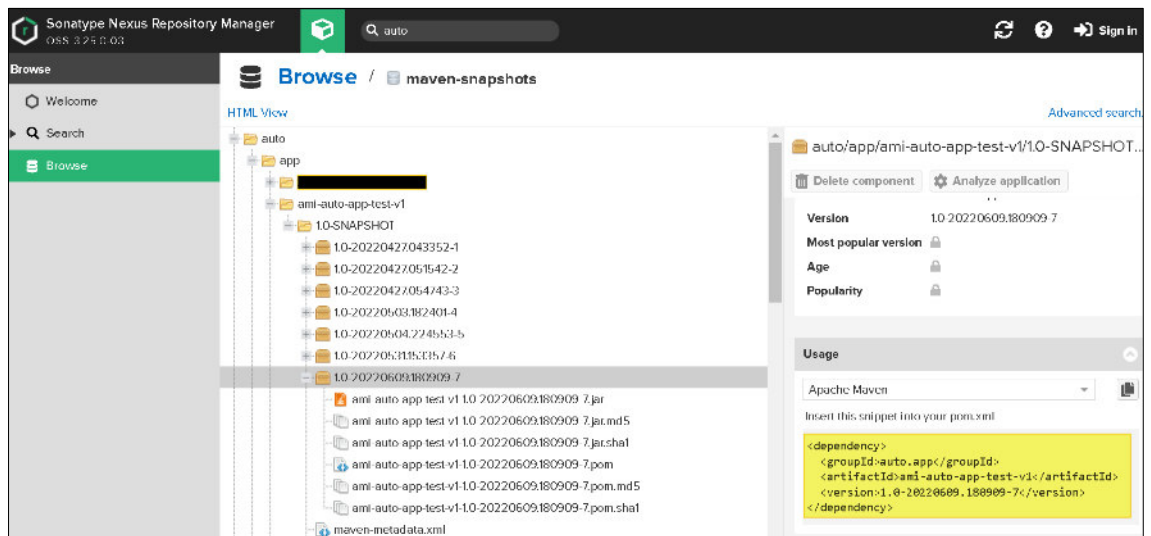 Sonatype Nexus Repository Manager
OSS 3.25.0-03
auto
Sign in
Browse
Browse / maven-snapshots
Welcome
HTML View
Advanced search.
Search
Browse
auto
app
ami-auto-app-test-v1
1.0-SNAPSHOT
1.0-20220427.043352-1
1.0-20220427.051542-2
1.0-20220427.054743-3
1.0-20220503.182401-4
1.0-20220504.224553-5
1.0-20220531.153357-6
1.0-20220609.180909-7
ami-auto-app-test-v1-1.0-20220609.180909-7.jar
ami-auto-app-test-v1-1.0-20220609.180909-7.jar.md5
ami-auto-app-test-v1-1.0-20220609.180909-7.jar.sha1
ami-auto-app-test-v1-1.0-20220609.180909-7.pom
ami-auto-app-test-v1-1.0-20220609.180909-7.pom.md5
ami-auto-app-test-v1-1.0-20220609.180909-7.pom.sha1
maven-metadata.xml
auto/app/ami-auto-app-test-v1/1.0-SNAPSHOT...
Delete component
Analyze application
Version 1.0-20220609.180909-7
Most popular version
Age
Popularity
Usage
Apache Maven
Insert this snippet into your pom.xml
<dependency>
<groupId>auto.app</groupId>
<artifactId>ami-auto-app-test-v1</artifactId>
<version>1.0-20220609.180909-7</version>
</dependency>